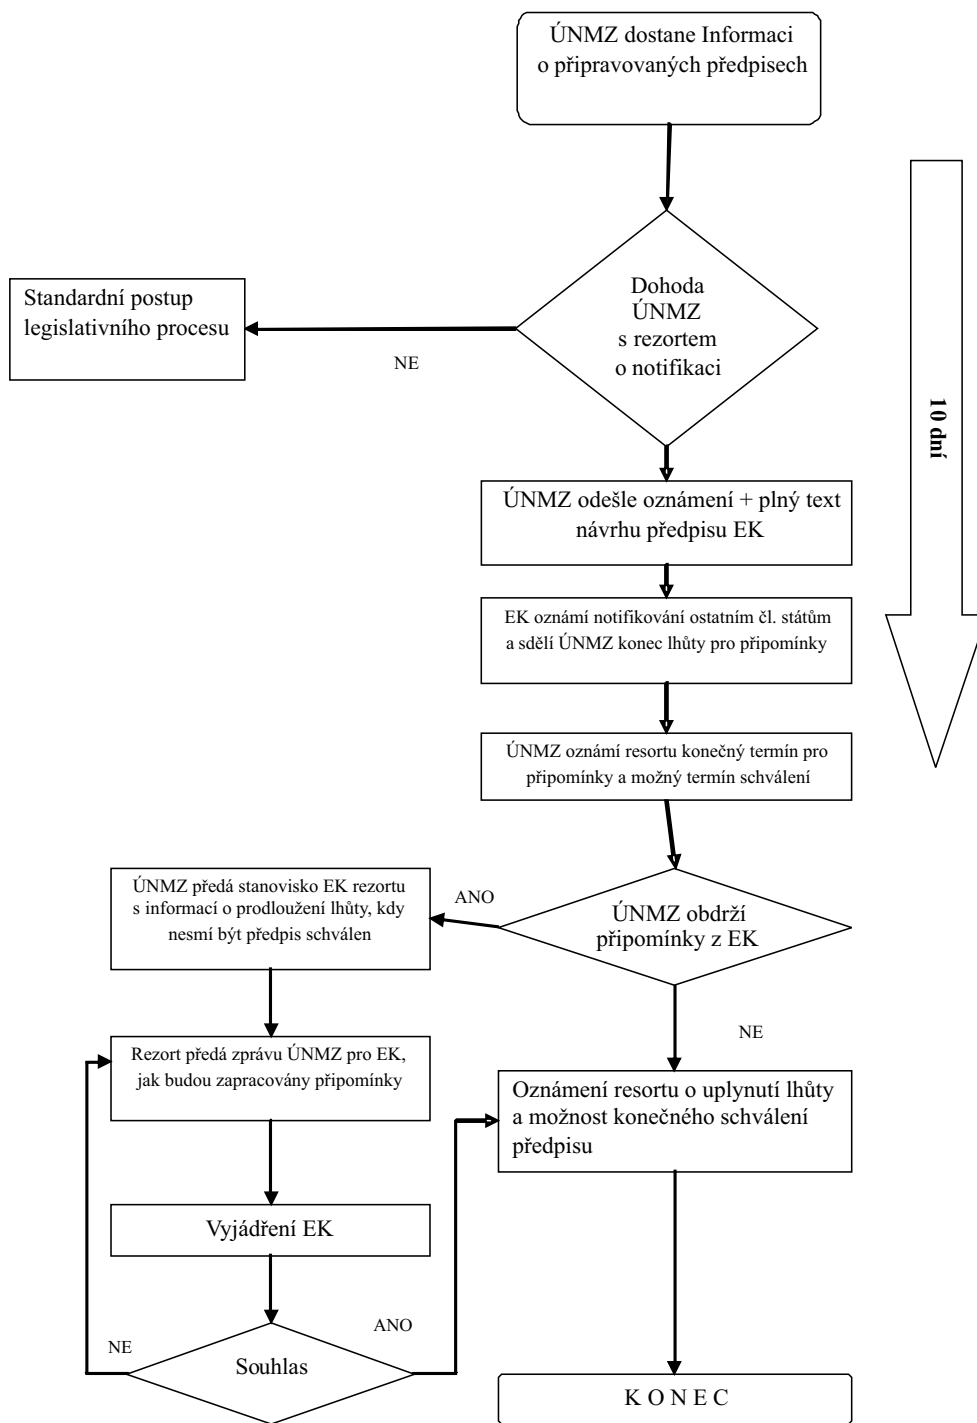 ÚNMZ dostane Informaci
o připravovaných předpisech
Dohoda
ÚNMZ
s rezortem
o notifikaci
Standardní postup
legislativního procesu
NE
10 dní
ÚNMZ odešle oznámení + plný text
návrhu předpisu EK
EK oznámí notifikování ostatním čl. státům
a sdělí ÚNMZ konec lhůty pro připomínky
ÚNMZ oznámí resortu konečný termín pro
připomínky a možný termín schválení
ÚNMZ obdrží
připomínky z EK
ANO
ÚNMZ předá stanovisko EK rezortu
s informací o prodloužení lhůty, kdy
nesmí být předpis schválen
NE
Rezort předá zprávu ÚNMZ pro EK,
jak budou zapracovány připomínky
Oznámení resortu o uplynutí lhůty
a možnost konečného schválení
předpisu
Vyjádření EK
Souhlas
NE
ANO
K O N E C